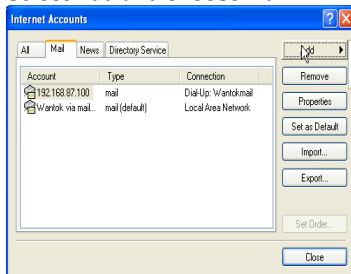 Internet Accounts
All Mail News Directory Service
Add
Account Type Connection
Remove
192.168.87.100 mail Dial-Up: Wantokmail
Wantok via mail... mail (default) Local Area Network
Properties
Set as Default
Import...
Export...
Set Order...
Close